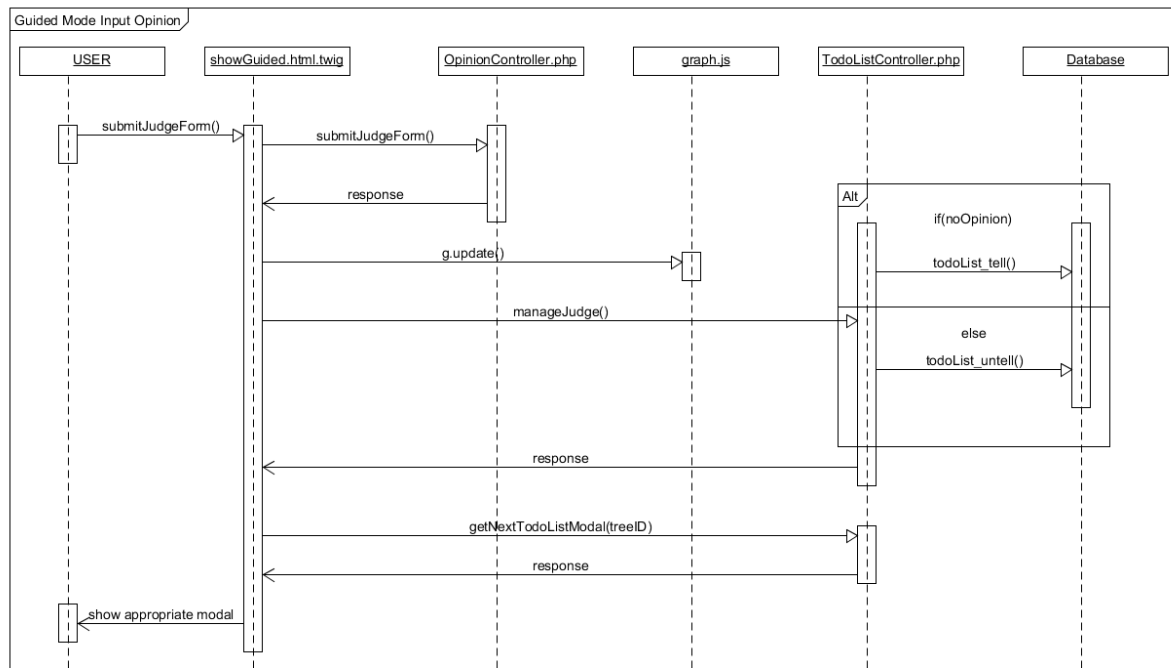 Guided Mode Input Opinion
USER
showGuided.html.twig
OpinionController.php
graph.js
TodoListController.php
Database
submitJudgeForm()
submitJudgeForm()
response
Alt
if(noOpinion)
g.update()
todoList_tell()
manageJudge()
else
todoList_untell()
response
getNextTodoListModal(treeID)
response
show appropriate modal